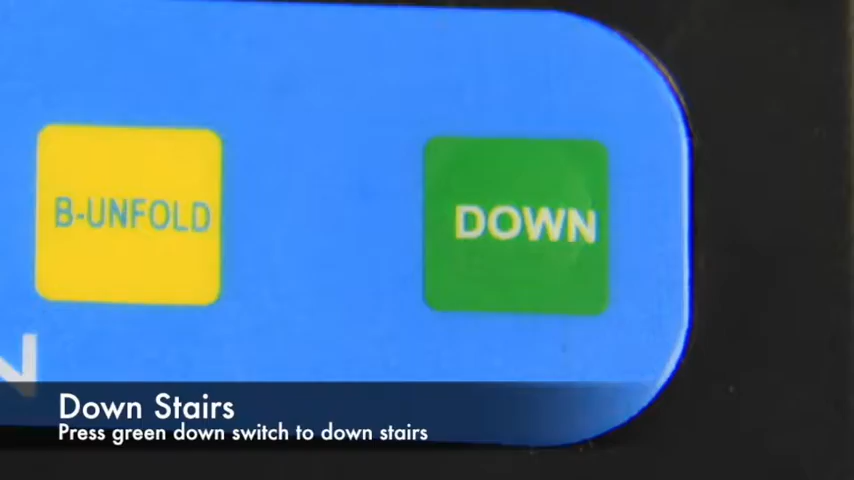 B-UNFOLD
DOWN
N
Down Stairs
Press green down switch to down stairs